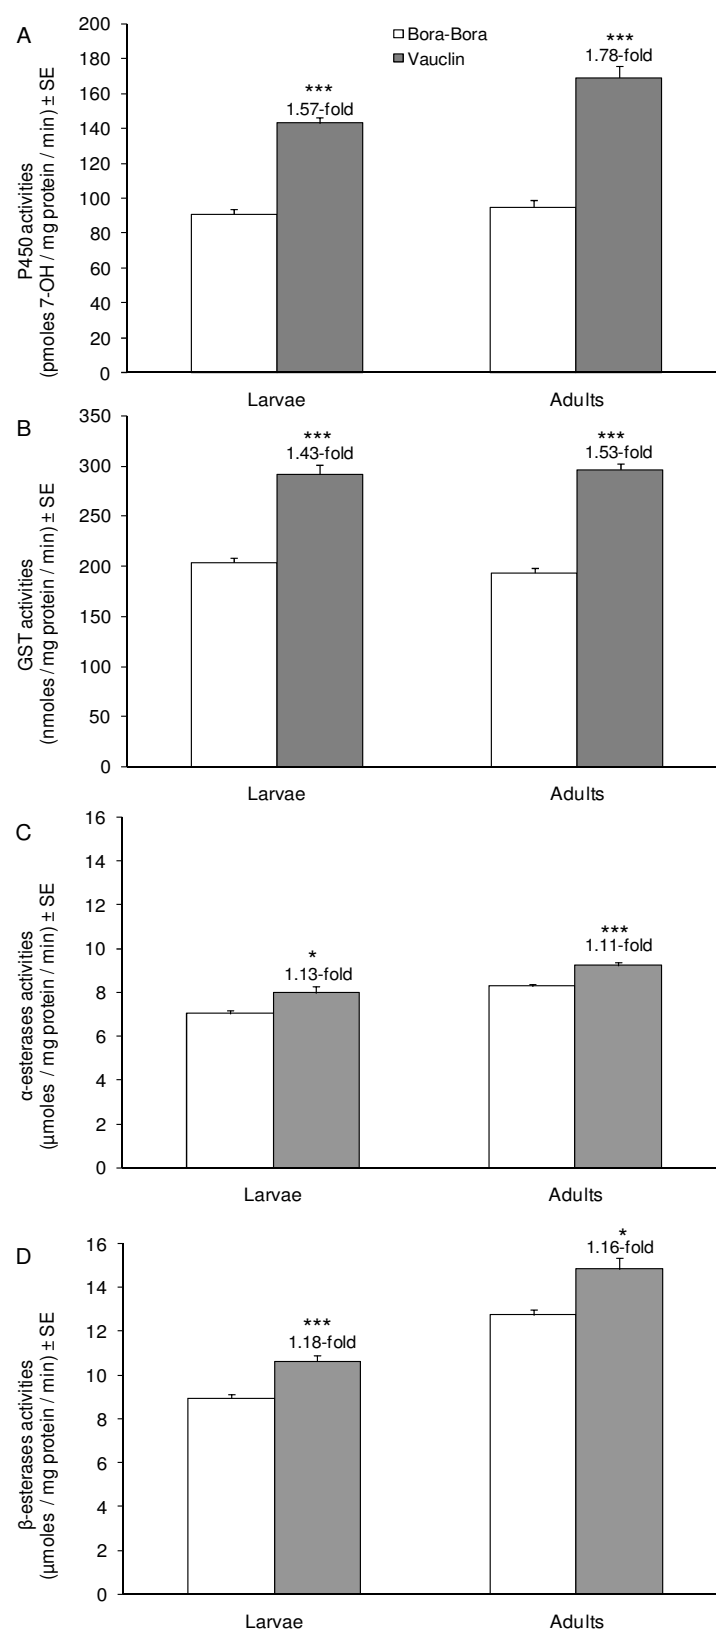 A
P450 activities
(pmoles 7-OH / mg protein / min) ± SE
200
180
160
140
120
100
80
60
40
20
0
Bora-Bora
Vauclin
***
1.57-fold
***
1.78-fold
Larvae
Adults
B
GST activities
(nmoles / mg protein / min) ± SE
350
300
250
200
150
100
50
0
***
1.43-fold
***
1.53-fold
Larvae
Adults
C
α-esterases activities
(µmoles / mg protein / min) ± SE
16
14
12
10
8
6
4
2
0
*
1.13-fold
***
1.11-fold
Larvae
Adults
D
β-esterases activities
(µmoles / mg protein / min) ± SE
16
14
12
10
8
6
4
2
0
***
1.18-fold
*
1.16-fold
Larvae
Adults